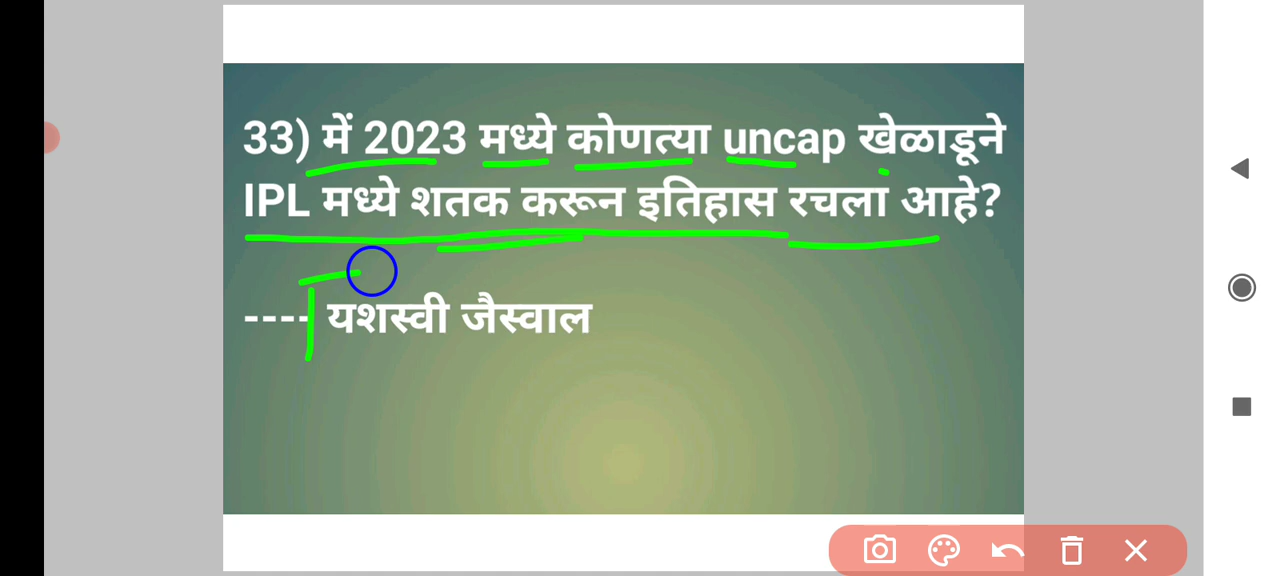 33) में 2023 मध्ये कोणत्या uncap खेळाडूने
IPL मध्ये शतक करून इतिहास रचला आहे?
---- यशस्वी जैस्वाल